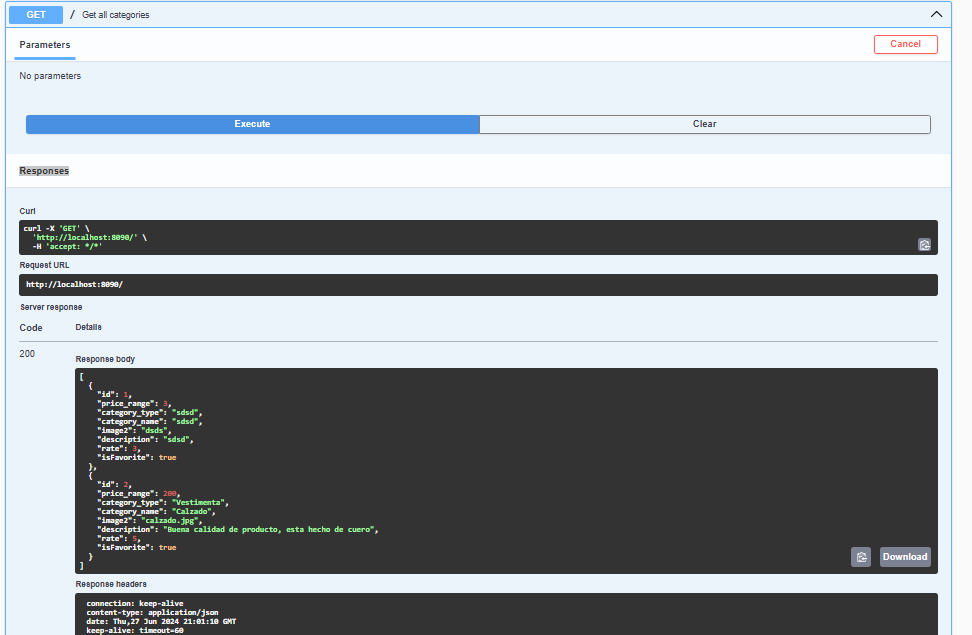 GET / Get all categories
Parameters
Cancel
No parameters
Execute
Clear
Responses
Curl
curl -X 'GET' \
'http://localhost:8090/' \
-H 'accept: */*'
Request URL
http://localhost:8090/
Server response
Code Details
200
Response body
[
{
"id": 1,
"price_range": 3,
"category_type": "sdsd",
"category_name": "sdsd",
"image2": "dsds",
"description": "sdsd",
"rate": 3,
"isFavorite": true
},
{
"id": 2,
"price_range": 200,
"category_type": "Vestimenta",
"category_name": "Calzado",
"image2": "calzado.jpg",
"description": "Buena calidad de producto, esta hecho de cuero",
"rate": 5,
"isFavorite": true
}
]
Download
Response headers
connection: keep-alive
content-type: application/json
date: Thu,27 Jun 2024 21:01:10 GMT
keep-alive: timeout=60